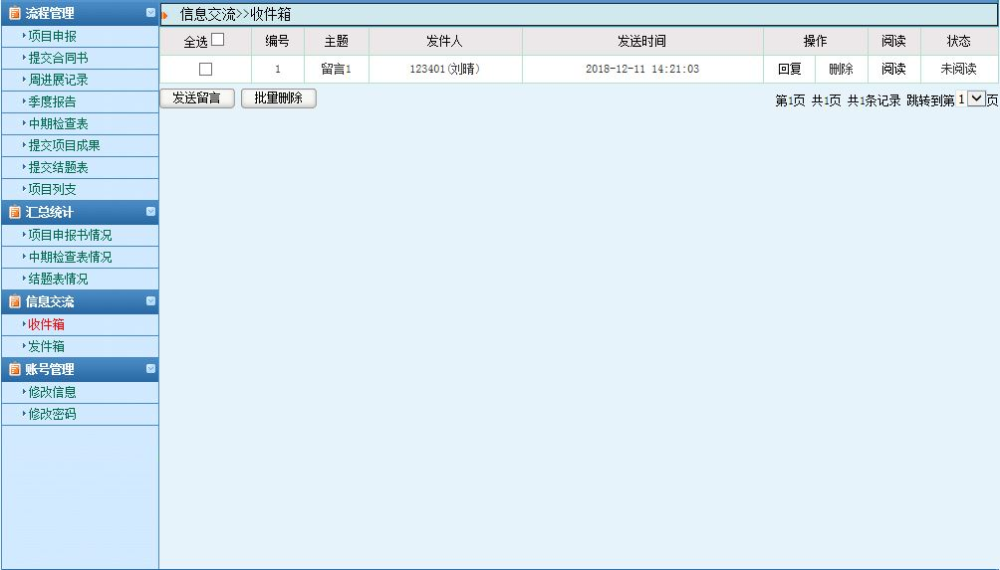 流程管理
项目申报
提交合同书
周进展记录
季度报告
中期检查表
提交项目成果
提交结题表
项目列支
汇总统计
项目申报书情况
中期检查表情况
结题表情况
信息交流
收件箱
发件箱
账号管理
修改信息
修改密码
信息交流>>收件箱
全选 编号 主题 发件人 发送时间 操作 阅读 状态
1 留言1 123401(刘晴) 2018-12-11 14:21:03 回复 删除 阅读 未阅读
发送留言 批量删除 第1页 共1页 共1条记录 跳转到第 1 页